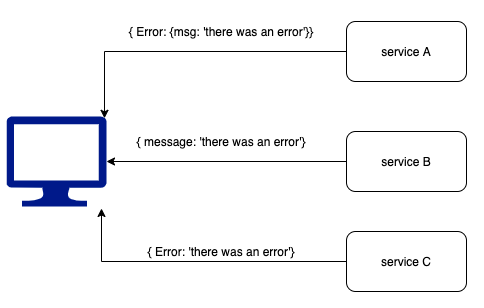 { Error: {msg: 'there was an error'}}
service A
{ message: 'there was an error'}
service B
{ Error: 'there was an error'}
service C